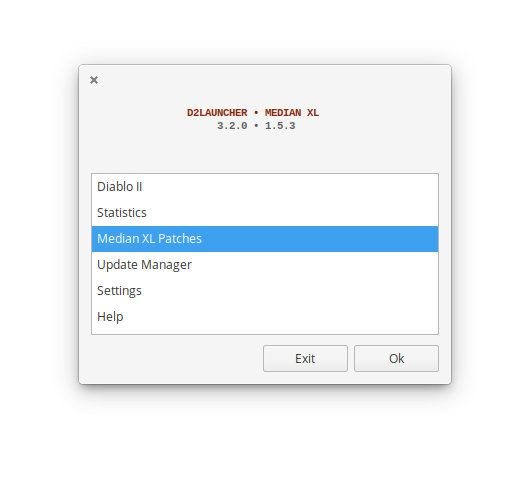 D2LAUNCHER • MEDIAN XL
3.2.0 • 1.5.3
Diablo II
Statistics
Median XL Patches
Update Manager
Settings
Help
Exit
Ok